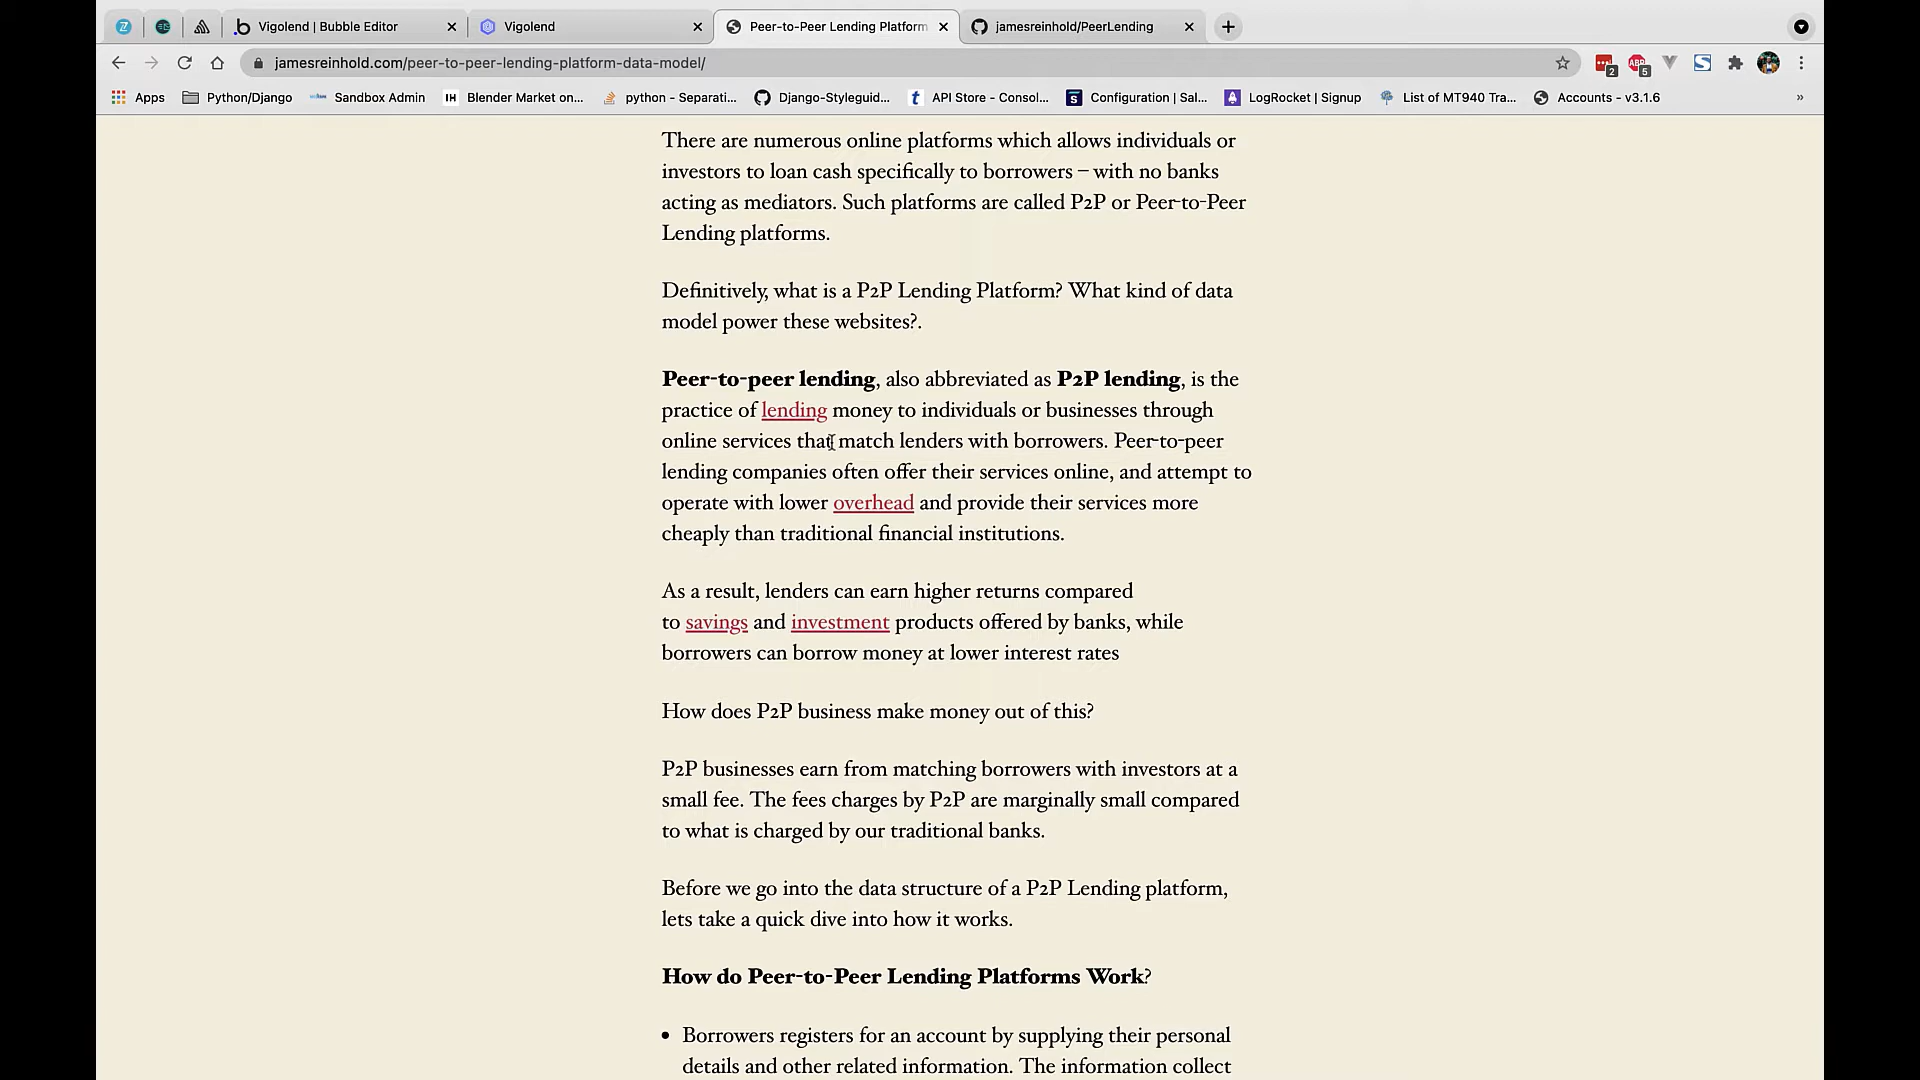 Vigolend | Bubble Editor
Vigolend
Peer-to-Peer Lending Platform
jamesreinhold/PeerLending
jamesreinhold.com/peer-to-peer-lending-platform-data-model/
2
ABP
5
Apps
Python/Django
Sandbox Admin
IH
Blender Market on...
python - Separati...
Django-Styleguid...
API Store - Consol...
Configuration | Sal...
LogRocket | Signup
List of MT940 Tra...
Accounts - v3.1.6
»
There are numerous online platforms which allows individuals or
investors to loan cash specifically to borrowers – with no banks
acting as mediators. Such platforms are called P2P or Peer-to-Peer
Lending platforms.
Definitively, what is a P2P Lending Platform? What kind of data
model power these websites?.
Peer-to-peer lending, also abbreviated as P2P lending, is the
practice of lending money to individuals or businesses through
online services that match lenders with borrowers. Peer-to-peer
lending companies often offer their services online, and attempt to
operate with lower overhead and provide their services more
cheaply than traditional financial institutions.
As a result, lenders can earn higher returns compared
to savings and investment products offered by banks, while
borrowers can borrow money at lower interest rates
How does P2P business make money out of this?
P2P businesses earn from matching borrowers with investors at a
small fee. The fees charges by P2P are marginally small compared
to what is charged by our traditional banks.
Before we go into the data structure of a P2P Lending platform,
lets take a quick dive into how it works.
How do Peer-to-Peer Lending Platforms Work?
• Borrowers registers for an account by supplying their personal
details and other related information. The information collect